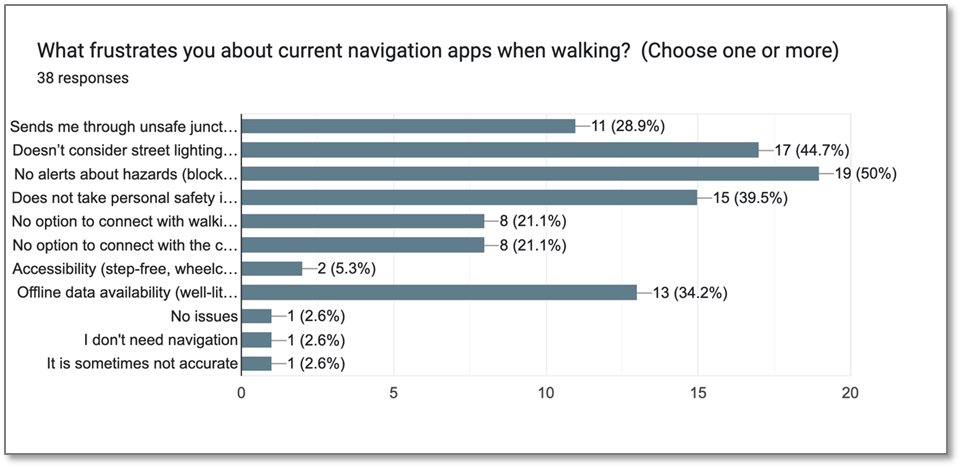 What frustrates you about current navigation apps when walking?  (Choose one or more)
38 responses
Sends me through unsafe junct… 11 (28.9%)
Doesn’t consider street lighting… 17 (44.7%)
No alerts about hazards (block… 19 (50%)
Does not take personal safety i… 15 (39.5%)
No option to connect with walki… 8 (21.1%)
No option to connect with the c… 8 (21.1%)
Accessibility (step-free, wheelc… 2 (5.3%)
Offline data availability (well-lit… 13 (34.2%)
No issues 1 (2.6%)
I don't need navigation 1 (2.6%)
It is sometimes not accurate 1 (2.6%)
0 5 10 15 20